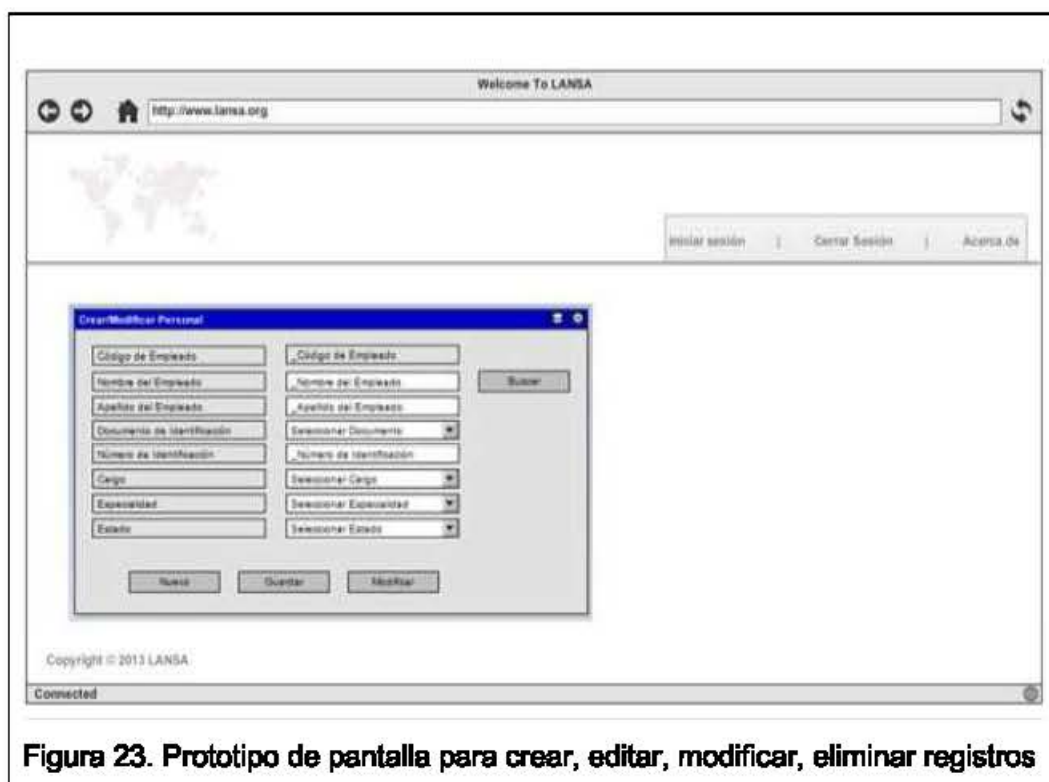 Welcome To LANSA
http://www.lansa.org
Iniciar sesión | Cerrar Sesión | Acerca de
Crear/Modificar Personal
Código de Empleado _Código de Empleado
Nombre del Empleado _Nombre del Empleado Buscar
Apellido del Empleado _Apellido del Empleado
Documento de Identificación Seleccionar Documento
Número de Identificación _Número de Identificación
Cargo Seleccionar Cargo
Especialidad Seleccionar Especialidad
Estado Seleccionar Estado
Nuevo Guardar Modificar
Copyright © 2013 LANSA
Connected
Figura 23. Prototipo de pantalla para crear, editar, modificar, eliminar registros